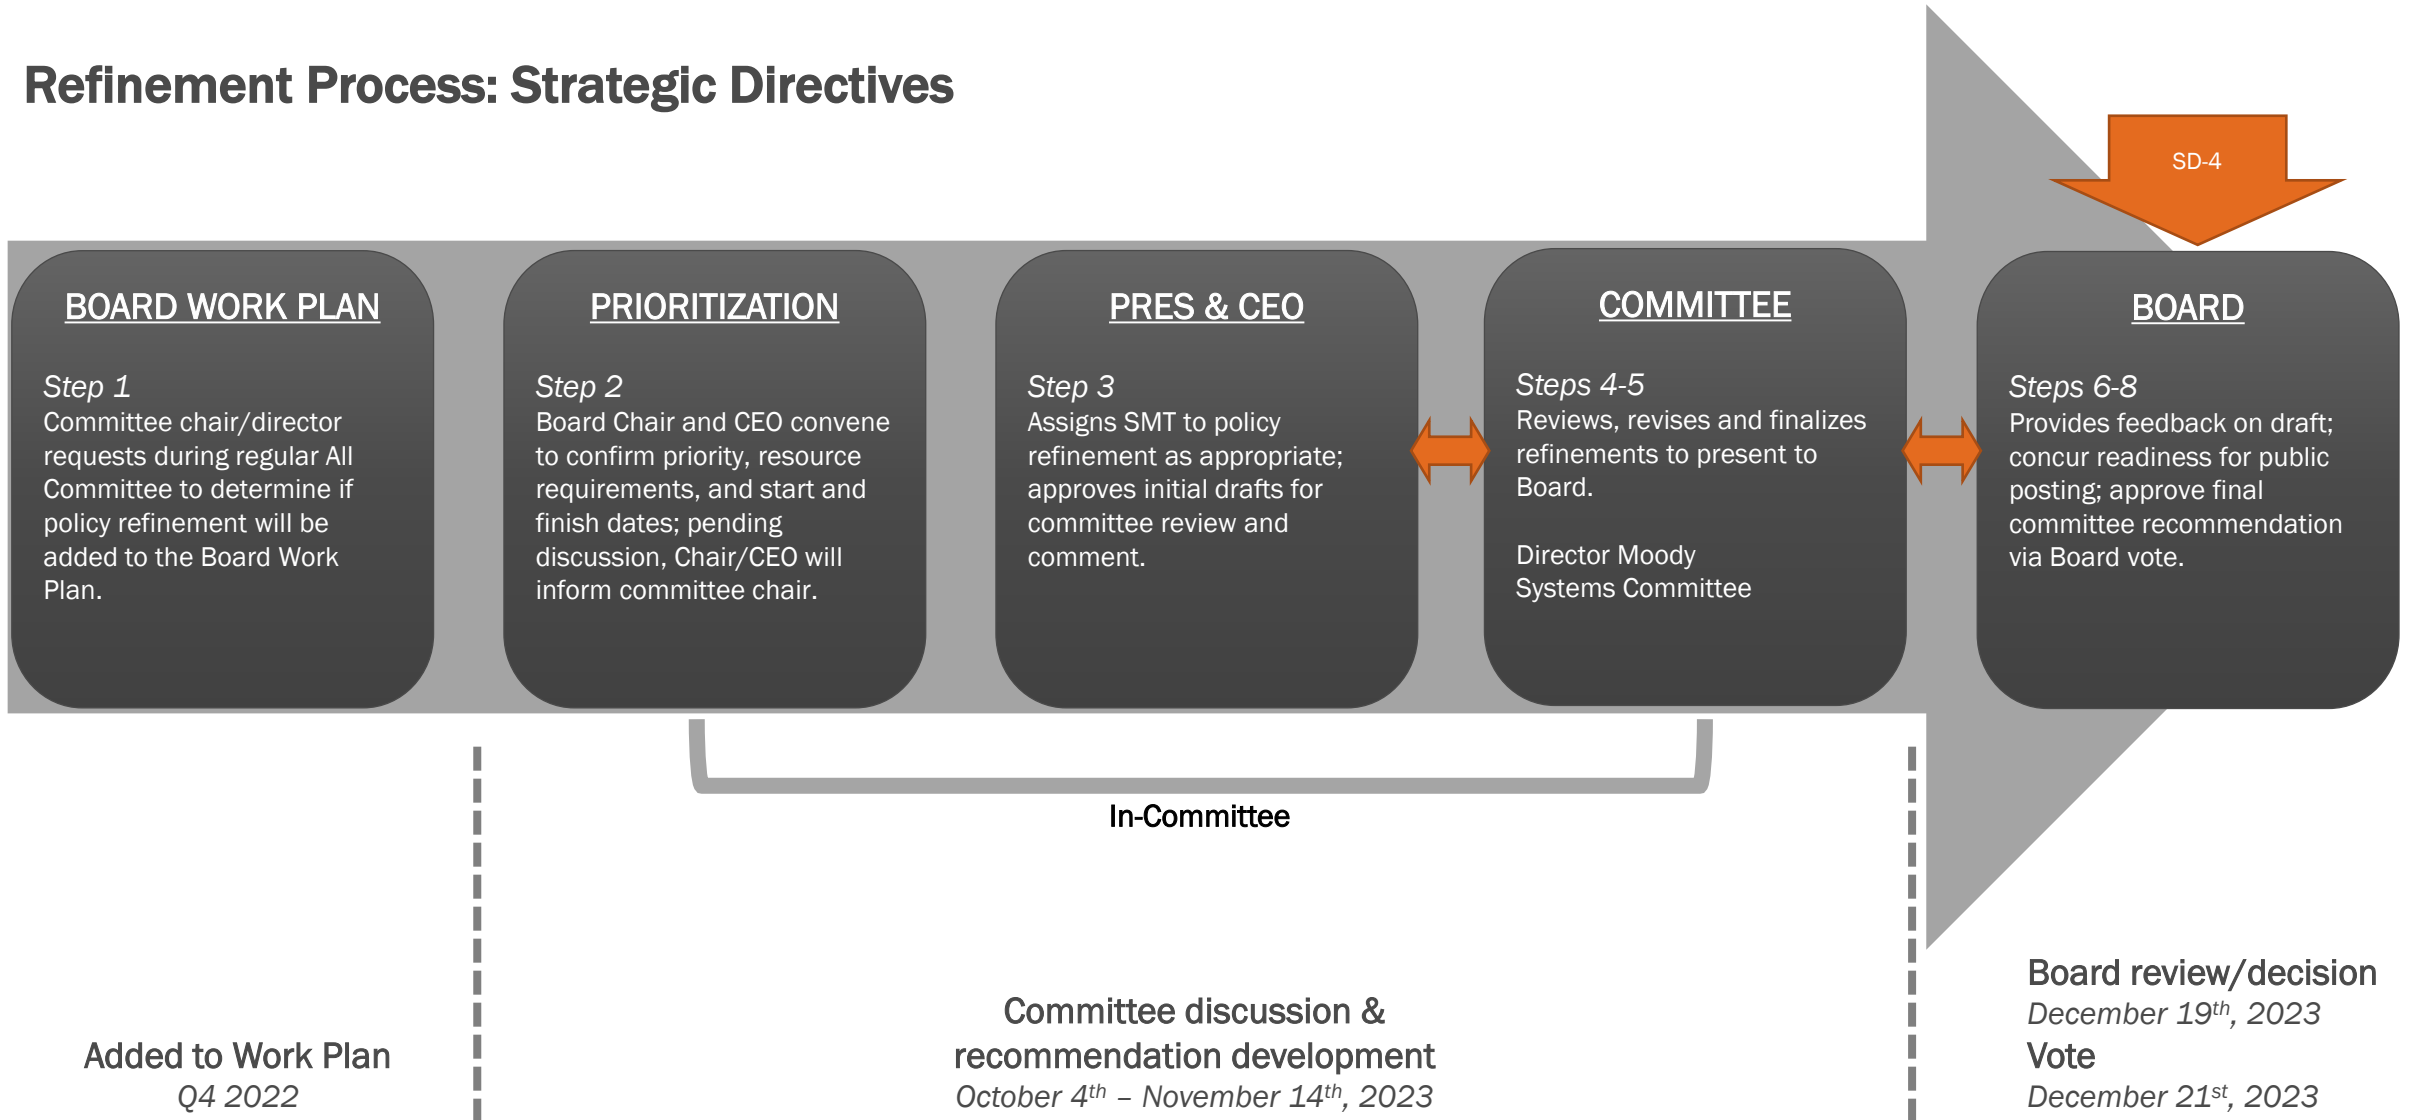 Refinement Process: Strategic Directives
SD-4
BOARD WORK PLAN
Step 1
Committee chair/director
requests during regular All
Committee to determine if
policy refinement will be
added to the Board Work
Plan.
PRIORITIZATION
Step 2
Board Chair and CEO convene
to confirm priority, resource
requirements, and start and
finish dates; pending
discussion, Chair/CEO will
inform committee chair.
PRES & CEO
Step 3
Assigns SMT to policy
refinement as appropriate;
approves initial drafts for
committee review and
comment.
COMMITTEE
Steps 4-5
Reviews, revises and finalizes
refinements to present to
Board.
Director Moody
Systems Committee
BOARD
Steps 6-8
Provides feedback on draft;
concur readiness for public
posting; approve final
committee recommendation
via Board vote.
In-Committee
Added to Work Plan
Q4 2022
Committee discussion &
recommendation development
October 4th – November 14th, 2023
Board review/decision
December 19th, 2023
Vote
December 21st, 2023